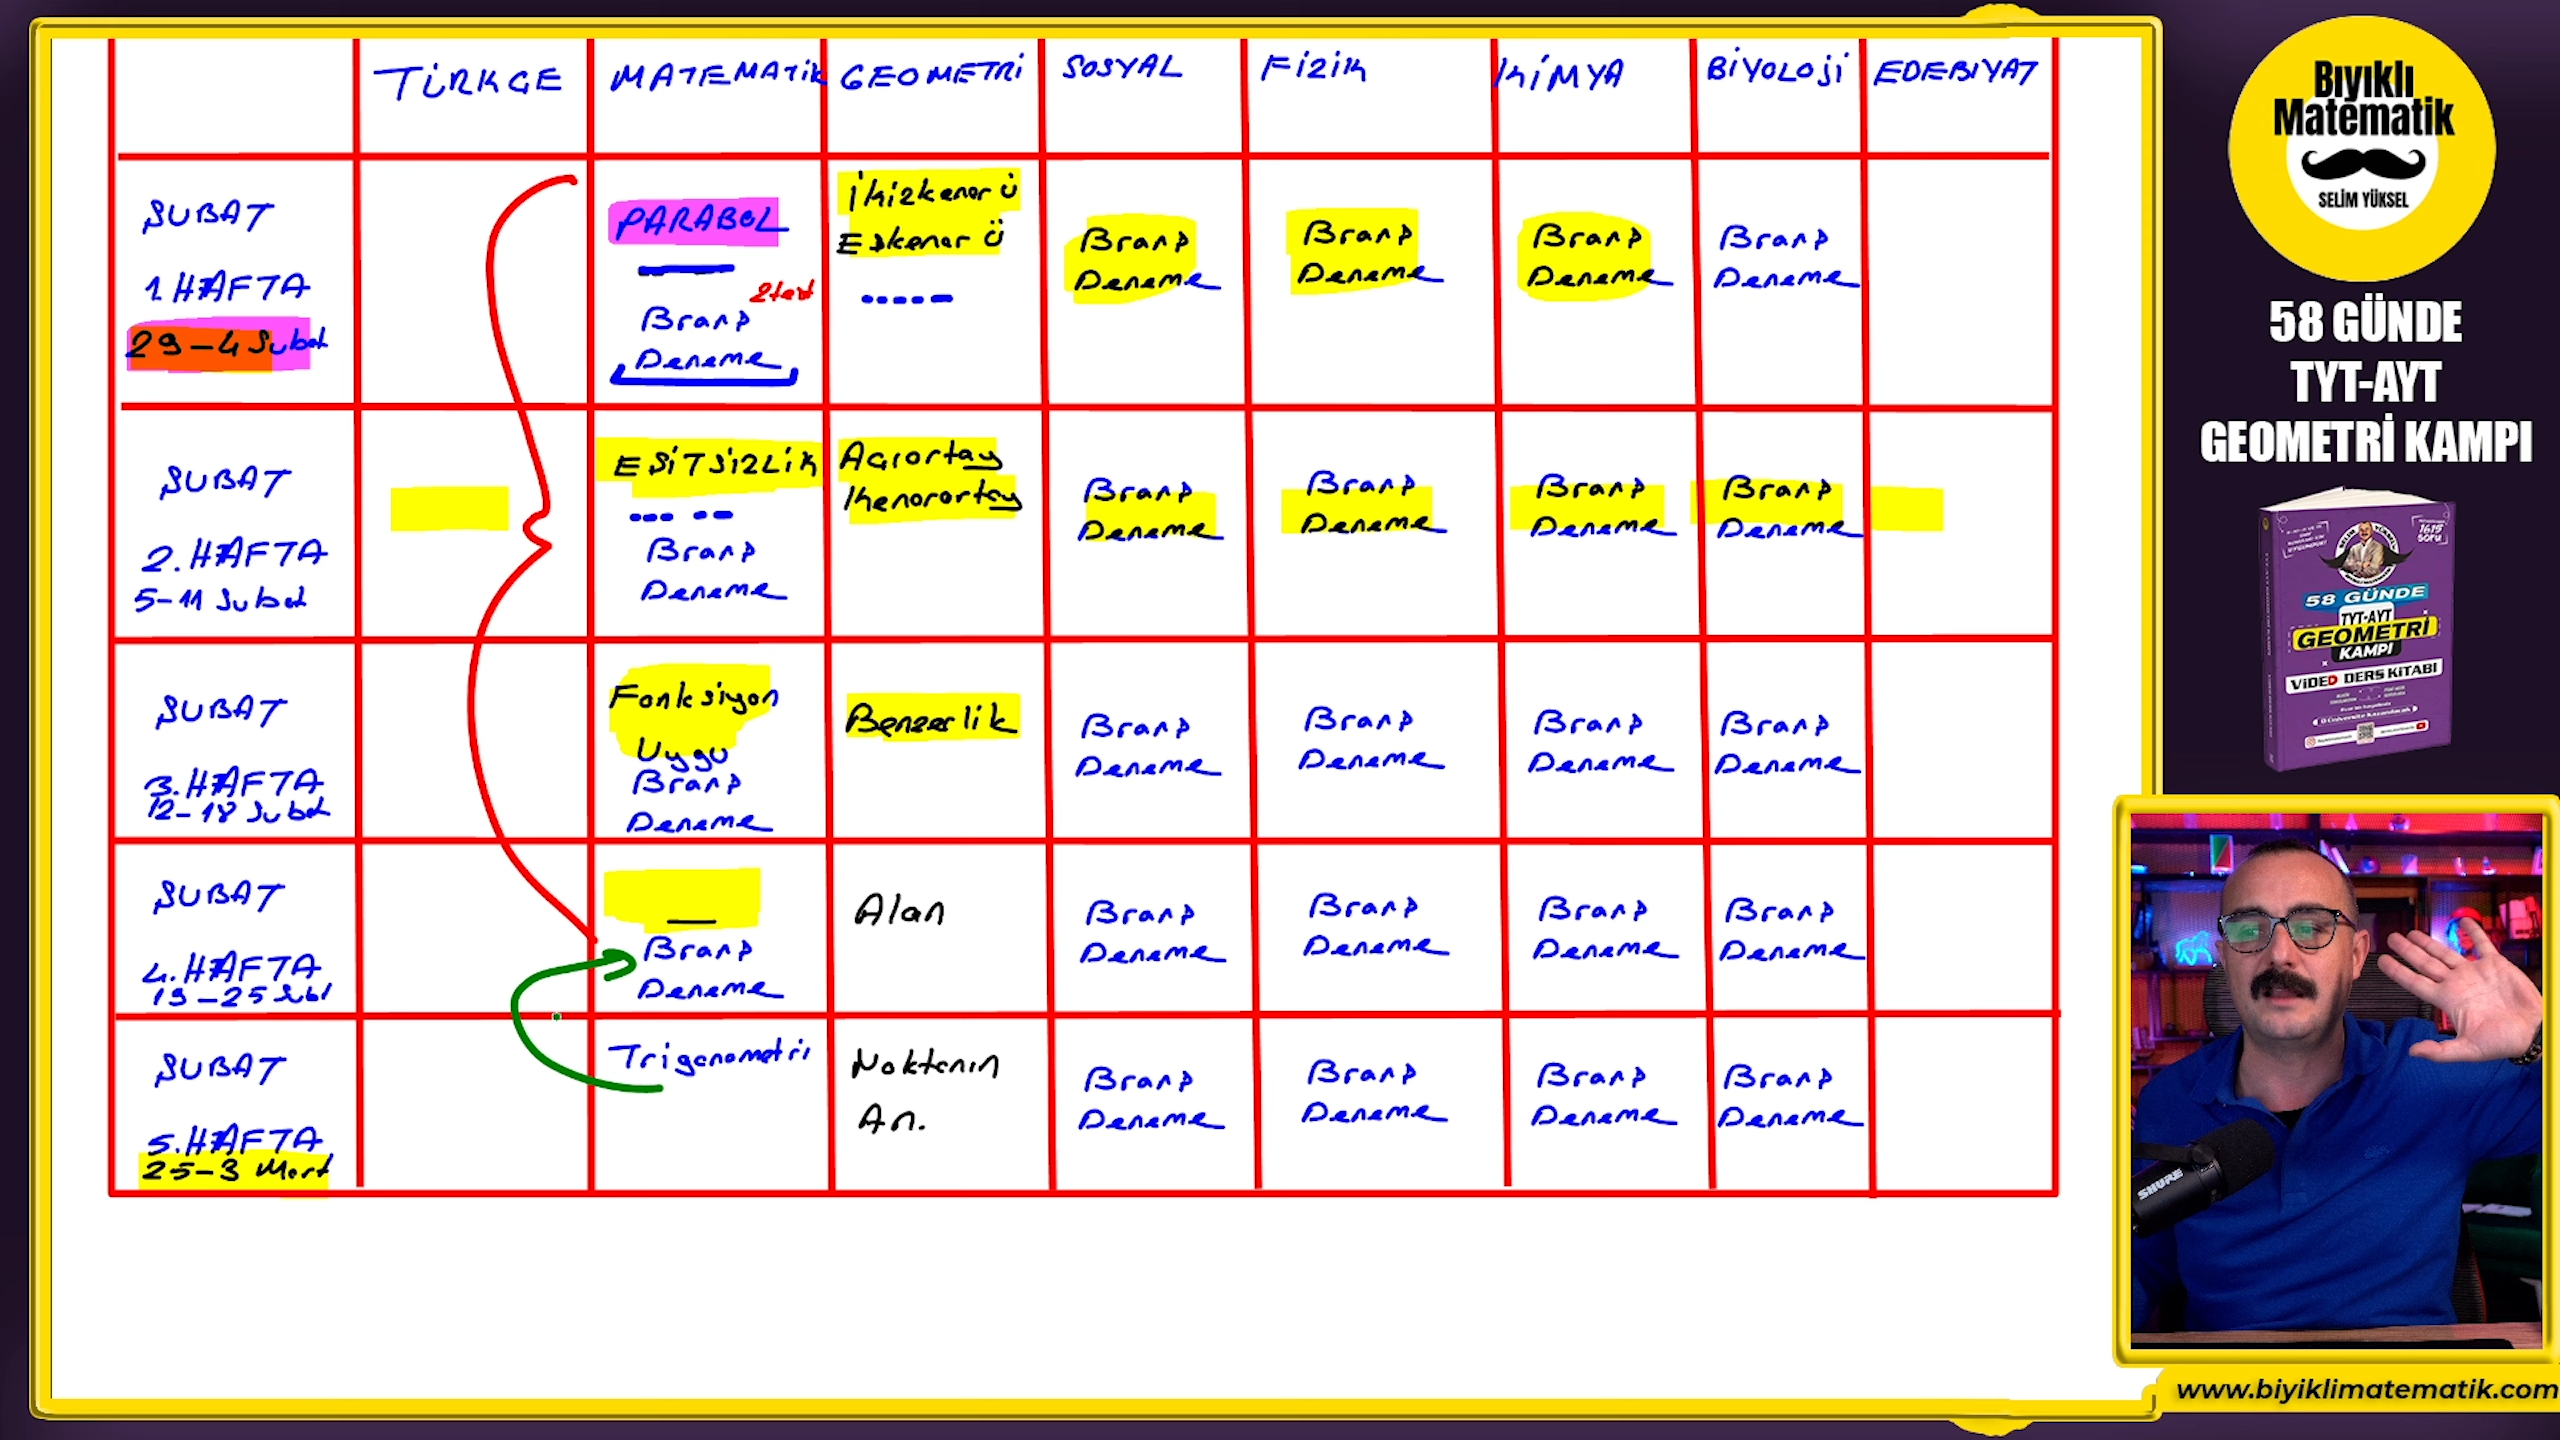 TÜRKÇE MATEMATİK GEOMETRİ SOSYAL FİZİK KİMYA BİYOLOJİ EDEBİYAT
ŞUBAT
1.HAFTA
29-4 Şubat
PARABOL
2 test
Branş
Deneme
İkizkenar Ü
Eşkenar Ü
Branş
Deneme
Branş
Deneme
Branş
Deneme
Branş
Deneme
ŞUBAT
2.HAFTA
5-11 Şubat
EŞİTSİZLİK
Branş
Deneme
Açıortay
Kenarortay
Branş
Deneme
Branş
Deneme
Branş
Deneme
Branş
Deneme
ŞUBAT
3.HAFTA
12-18 Şubat
Fonksiyon
Uygu
Branş
Deneme
Benzerlik
Branş
Deneme
Branş
Deneme
Branş
Deneme
Branş
Deneme
ŞUBAT
4.HAFTA
19-25 Şubt
Branş
Deneme
Alan
Branş
Deneme
Branş
Deneme
Branş
Deneme
Branş
Deneme
ŞUBAT
5.HAFTA
25-3 Mart
Trigonometri
Noktanın
An.
Branş
Deneme
Branş
Deneme
Branş
Deneme
Branş
Deneme
Bıyıklı
Matematik
SELİM YÜKSEL
58 GÜNDE
TYT-AYT
GEOMETRİ KAMPI
1615
SORU
58 GÜNDE
TYT-AYT
GEOMETRİ
KAMPI
VİDEO DERS KİTABI
SHURE
www.biyiklimatematik.com